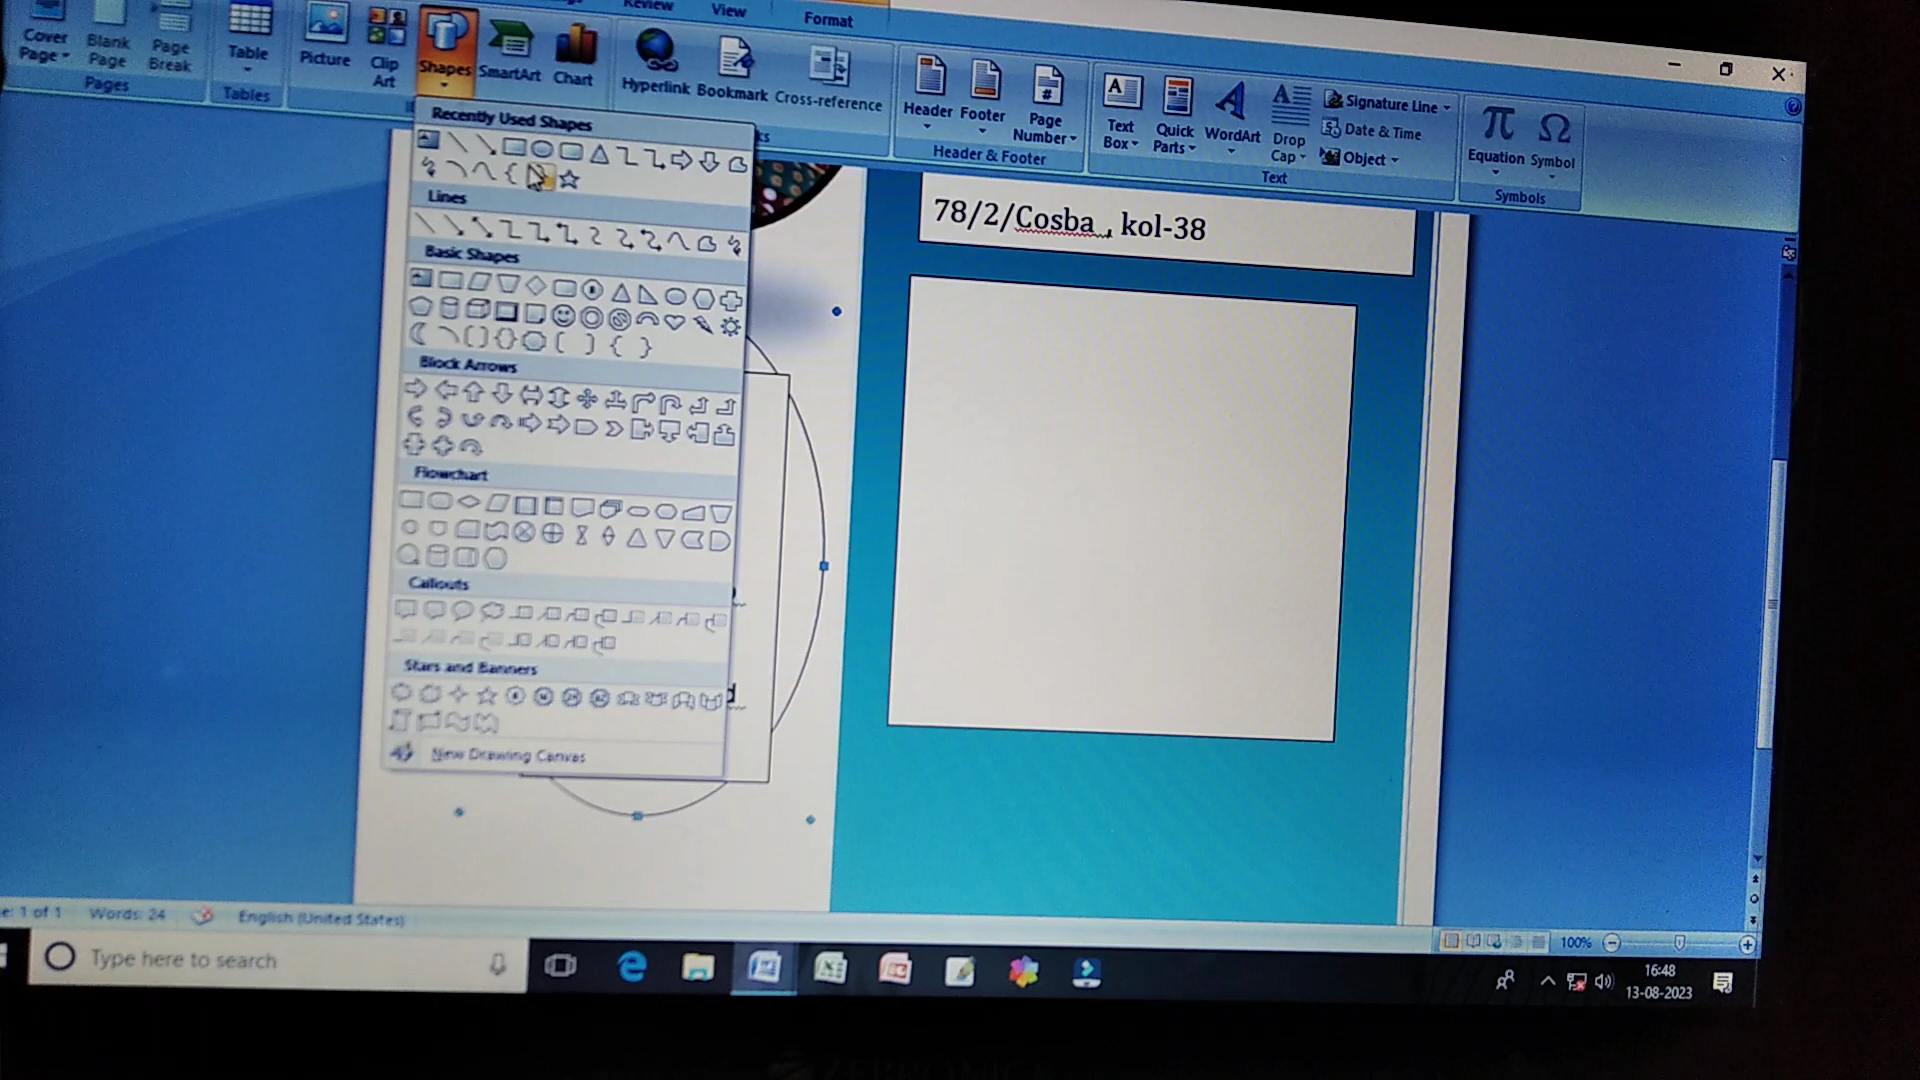 Review
View
Format
Cover
Page
Blank
Page
Page
Break
Pages
Table
Tables
Picture
Clip
Art
Shapes
SmartArt
Chart
Hyperlink
Bookmark
Cross-reference
Header
Footer
Page
Number
Header & Footer
Text
Box
Quick
Parts
WordArt
Drop
Cap
Signature Line
Date & Time
Object
Text
Equation
Symbol
Symbols
Recently Used Shapes
Lines
Basic Shapes
Block Arrows
Flowchart
Callouts
Stars and Banners
New Drawing Canvas
78/2/Cosba , kol-38
1 of 1
Words: 24
English (United States)
100%
Type here to search
16:48
13-08-2023